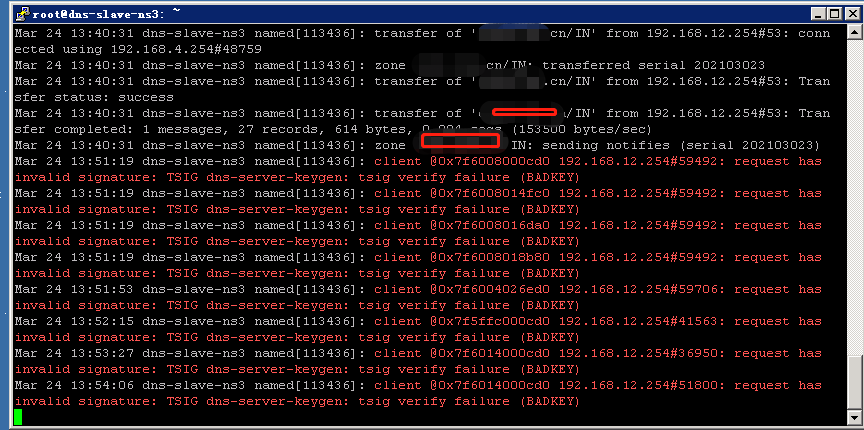 root@dns-slave-ns3: ~
Mar 24 13:40:31 dns-slave-ns3 named[113436]: transfer of ' cn/IN' from 192.168.12.254#53: conn
ected using 192.168.4.254#48759
Mar 24 13:40:31 dns-slave-ns3 named[113436]: zone cn/IN: transferred serial 202103023
Mar 24 13:40:31 dns-slave-ns3 named[113436]: transfer of ' .cn/IN' from 192.168.12.254#53: Tran
sfer status: success
Mar 24 13:40:31 dns-slave-ns3 named[113436]: transfer of ' /IN' from 192.168.12.254#53: Tran
sfer completed: 1 messages, 27 records, 614 bytes, (153500 bytes/sec)
Mar 24 13:40:31 dns-slave-ns3 named[113436]: zone IN: sending notifies (serial 202103023)
Mar 24 13:51:19 dns-slave-ns3 named[113436]: client @0x7f6008000cd0 192.168.12.254#59492: request has
invalid signature: TSIG dns-server-keygen: tsig verify failure (BADKEY)
Mar 24 13:51:19 dns-slave-ns3 named[113436]: client @0x7f6008014fc0 192.168.12.254#59492: request has
invalid signature: TSIG dns-server-keygen: tsig verify failure (BADKEY)
Mar 24 13:51:19 dns-slave-ns3 named[113436]: client @0x7f6008016da0 192.168.12.254#59492: request has
invalid signature: TSIG dns-server-keygen: tsig verify failure (BADKEY)
Mar 24 13:51:19 dns-slave-ns3 named[113436]: client @0x7f6008018b80 192.168.12.254#59492: request has
invalid signature: TSIG dns-server-keygen: tsig verify failure (BADKEY)
Mar 24 13:51:53 dns-slave-ns3 named[113436]: client @0x7f6004026ed0 192.168.12.254#59706: request has
invalid signature: TSIG dns-server-keygen: tsig verify failure (BADKEY)
Mar 24 13:52:15 dns-slave-ns3 named[113436]: client @0x7f5ffc000cd0 192.168.12.254#41563: request has
invalid signature: TSIG dns-server-keygen: tsig verify failure (BADKEY)
Mar 24 13:53:27 dns-slave-ns3 named[113436]: client @0x7f6014000cd0 192.168.12.254#36950: request has
invalid signature: TSIG dns-server-keygen: tsig verify failure (BADKEY)
Mar 24 13:54:06 dns-slave-ns3 named[113436]: client @0x7f6014000cd0 192.168.12.254#51800: request has
invalid signature: TSIG dns-server-keygen: tsig verify failure (BADKEY)